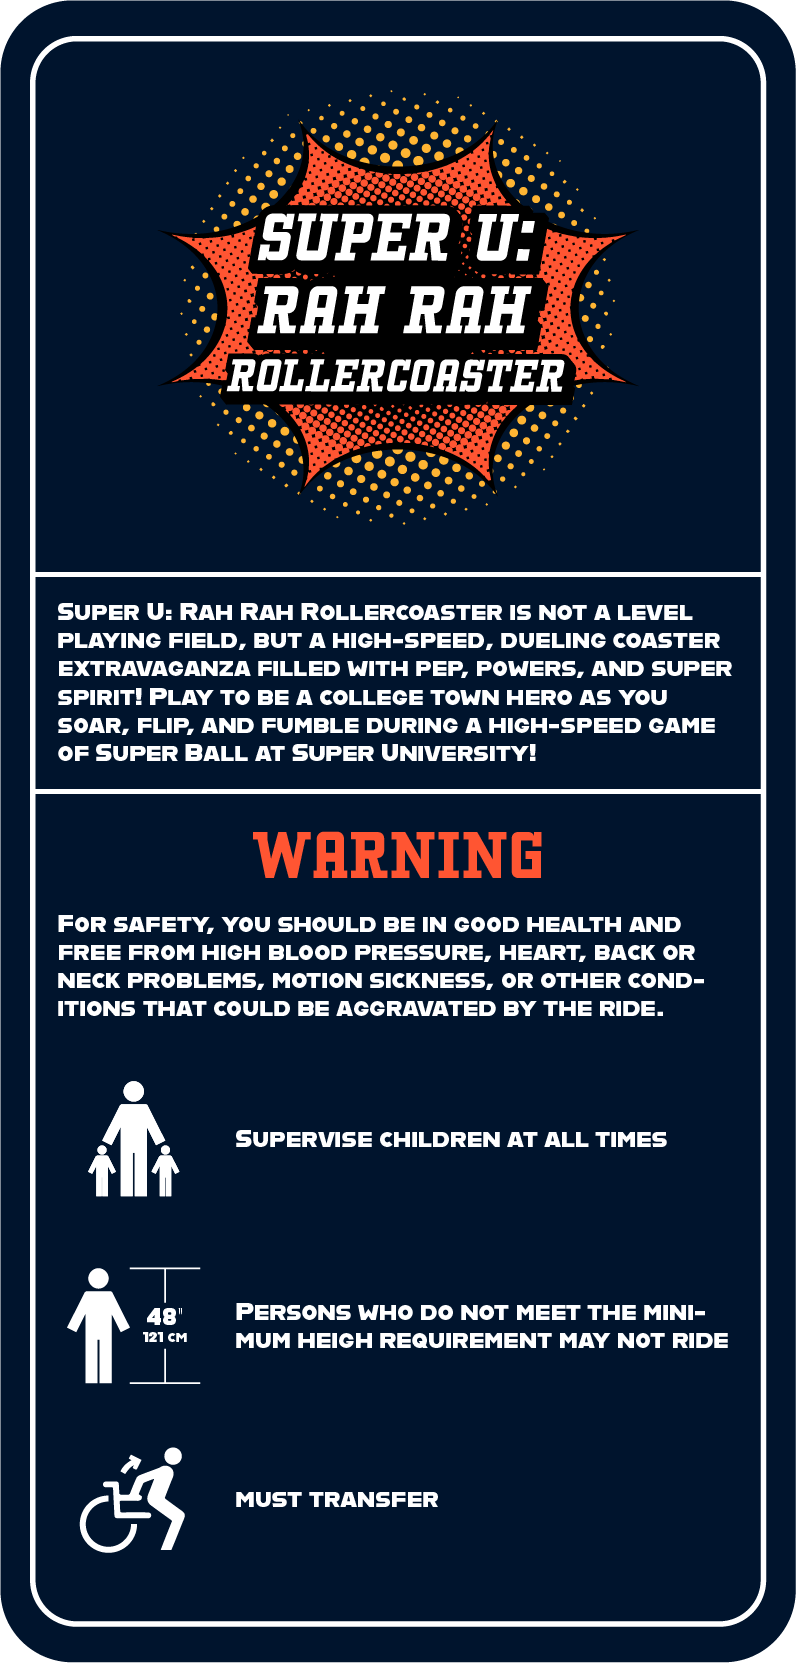 SUPER U:
RAH RAH
ROLLERCOASTER
Super U: Rah Rah Rollercoaster is not a level
playing field, but a high-speed, dueling coaster
extravaganza filled with pep, powers, and super
spirit! Play to be a college town hero as you
soar, flip, and fumble during a high-speed game
of Super Ball at Super University!
WARNING
For safety, you should be in good health and
free from high blood pressure, heart, back or
neck problems, motion sickness, or other cond-
itions that could be aggravated by the ride.
Supervise children at all times
48"
121 cm
Persons who do not meet the mini-
mum heigh requirement may not ride
must transfer